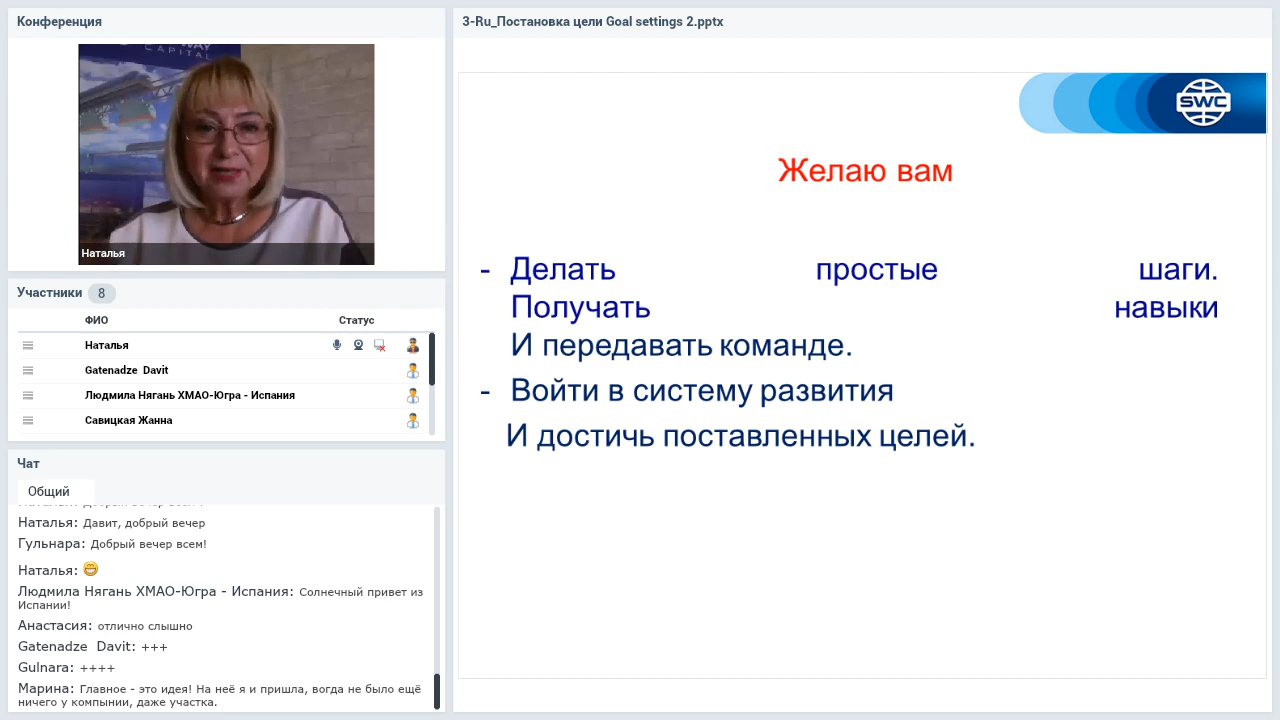 Конференция
WAY
CAPITAL
Наталья
Участники 8
ФИО Статус
Наталья
Gatenadze Davit
Людмила Нягань ХМАО-Югра - Испания
Савицкая Жанна
Чат
Общий
Наталья: Давит, добрый вечер
Гульнара: Добрый вечер всем!
Наталья:
Людмила Нягань ХМАО-Югра - Испания: Солнечный привет из
Испании!
Анастасия: отлично слышно
Gatenadze Davit: +++
Gulnara: ++++
Марина: Главное - это идея! На неё я и пришла, вогда не было ещё
ничего у компынии, даже участка.
3-Ru_Постановка цели Goal settings 2.pptx
SWC
Желаю вам
- Делать простые шаги.
Получать навыки
И передавать команде.
- Войти в систему развития
И достичь поставленных целей.